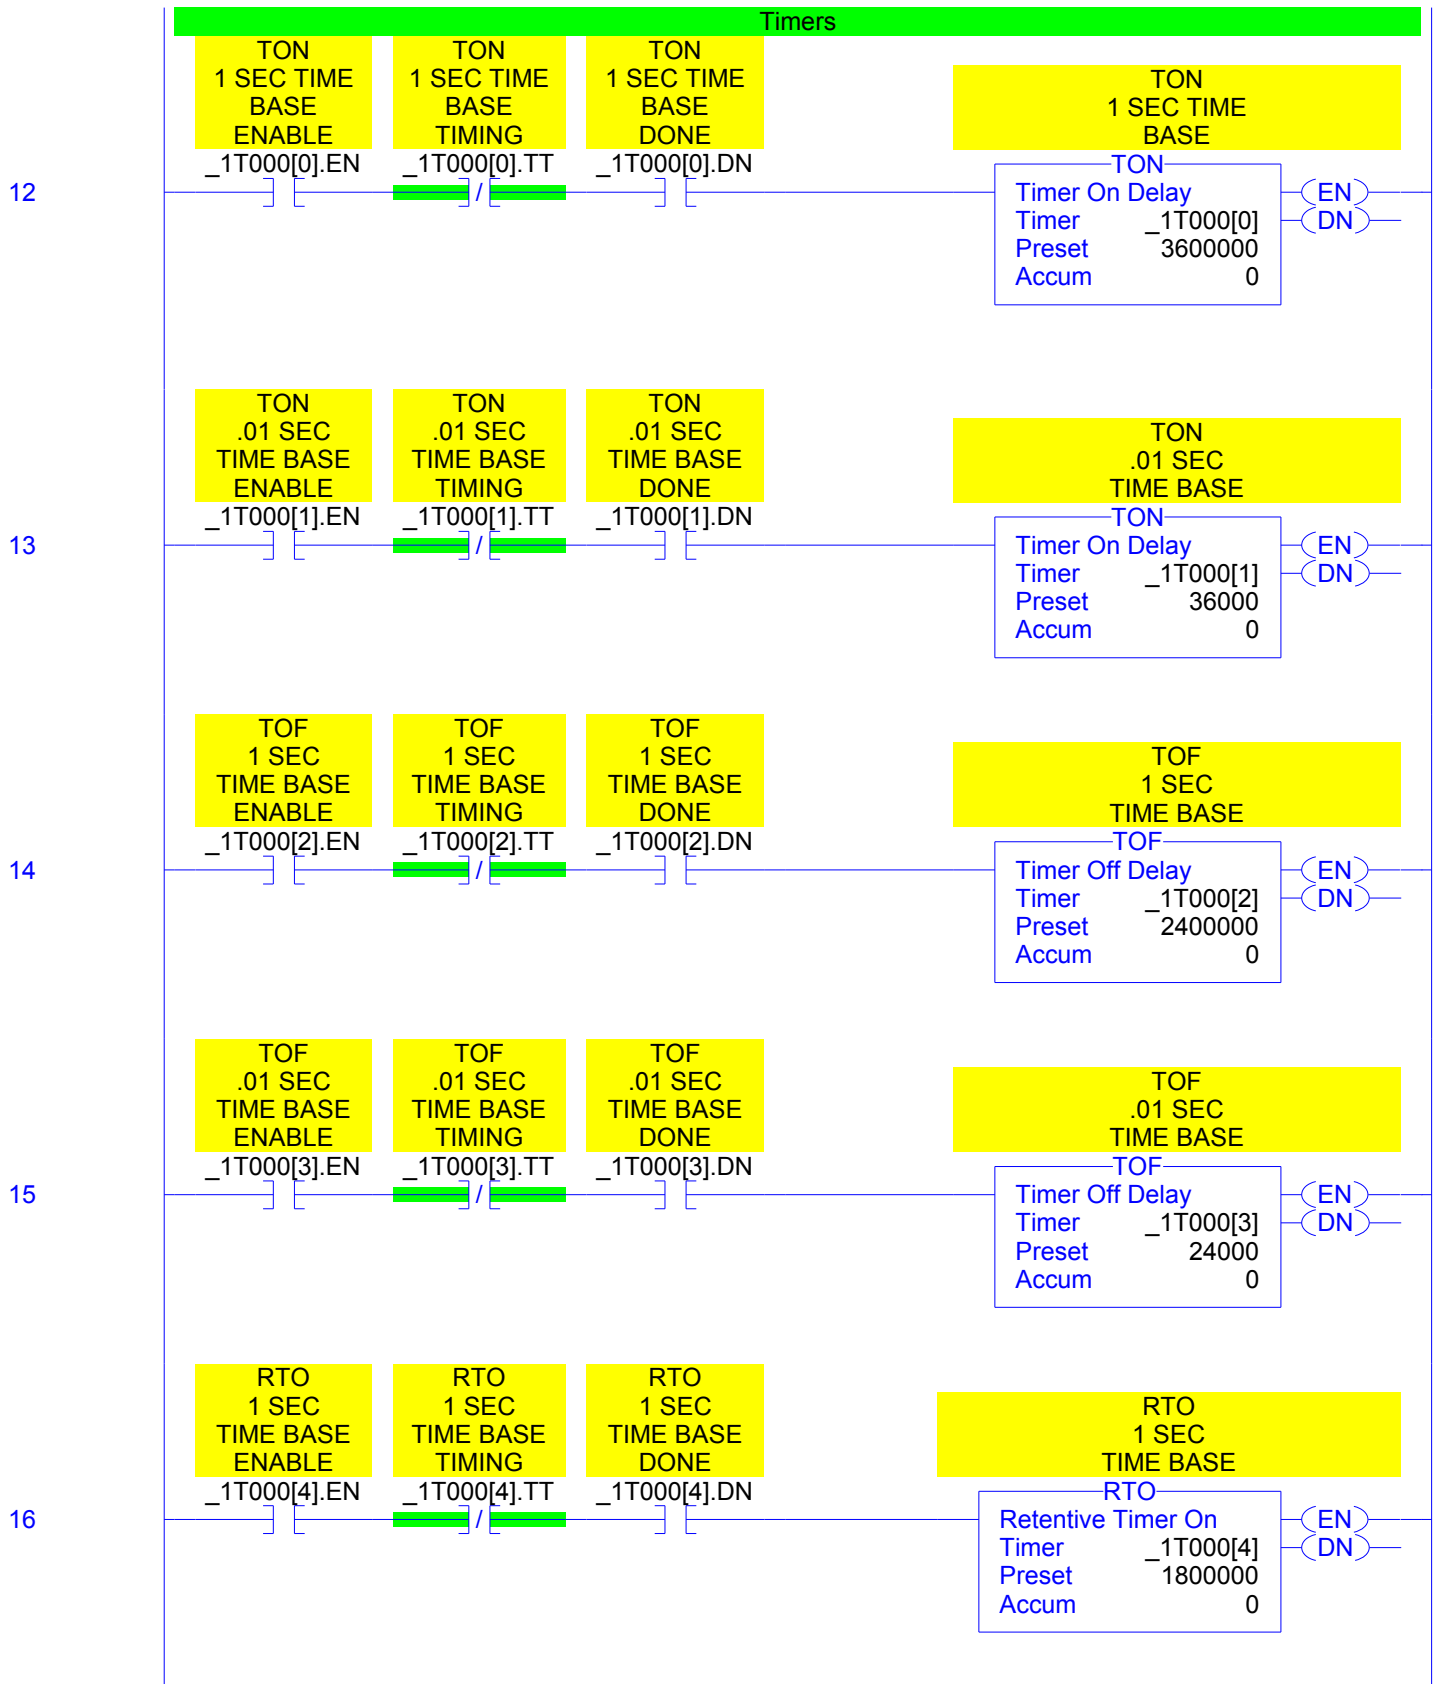 Timers
TON
1 SEC TIME
BASE
ENABLE
_1T000[0].EN
TON
1 SEC TIME
BASE
TIMING
_1T000[0].TT
/
TON
1 SEC TIME
BASE
DONE
_1T000[0].DN
TON
1 SEC TIME
BASE
12
TON
Timer On Delay
Timer _1T000[0]
Preset 3600000
Accum 0
EN
DN
TON
.01 SEC
TIME BASE
ENABLE
_1T000[1].EN
TON
.01 SEC
TIME BASE
TIMING
_1T000[1].TT
/
TON
.01 SEC
TIME BASE
DONE
_1T000[1].DN
TON
.01 SEC
TIME BASE
13
TON
Timer On Delay
Timer _1T000[1]
Preset 36000
Accum 0
EN
DN
TOF
1 SEC
TIME BASE
ENABLE
_1T000[2].EN
TOF
1 SEC
TIME BASE
TIMING
_1T000[2].TT
/
TOF
1 SEC
TIME BASE
DONE
_1T000[2].DN
TOF
1 SEC
TIME BASE
14
TOF
Timer Off Delay
Timer _1T000[2]
Preset 2400000
Accum 0
EN
DN
TOF
.01 SEC
TIME BASE
ENABLE
_1T000[3].EN
TOF
.01 SEC
TIME BASE
TIMING
_1T000[3].TT
/
TOF
.01 SEC
TIME BASE
DONE
_1T000[3].DN
TOF
.01 SEC
TIME BASE
15
TOF
Timer Off Delay
Timer _1T000[3]
Preset 24000
Accum 0
EN
DN
RTO
1 SEC
TIME BASE
ENABLE
_1T000[4].EN
RTO
1 SEC
TIME BASE
TIMING
_1T000[4].TT
/
RTO
1 SEC
TIME BASE
DONE
_1T000[4].DN
RTO
1 SEC
TIME BASE
16
RTO
Retentive Timer On
Timer _1T000[4]
Preset 1800000
Accum 0
EN
DN